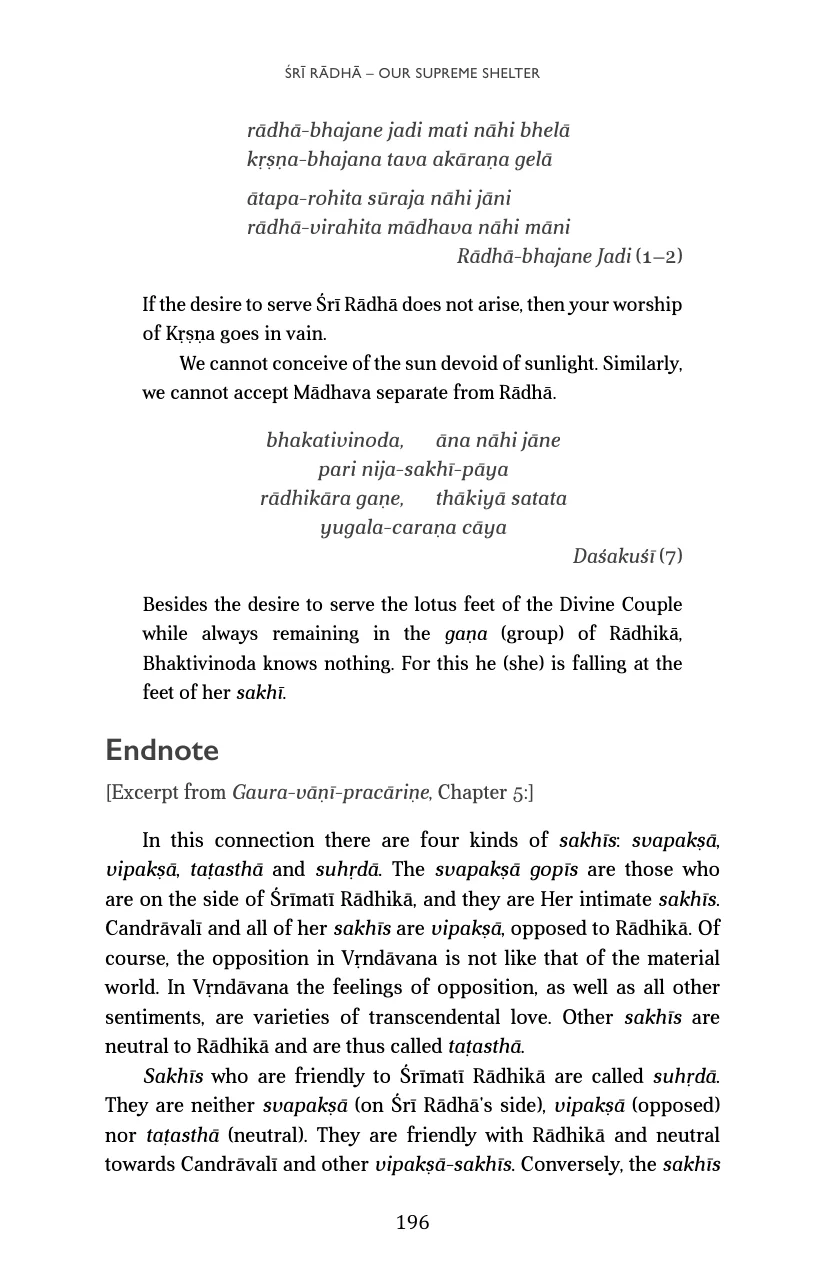 ŚRĪ RĀDHĀ – OUR SUPREME SHELTER
rādhā-bhajane jadi mati nāhi bhelā
kṛṣṇa-bhajana tava akāraṇa gelā
ātapa-rohita sūraja nāhi jāni
rādhā-virahita mādhava nāhi māni
Rādhā-bhajane Jadi (1–2)
If the desire to serve Śrī Rādhā does not arise, then your worship
of Kṛṣṇa goes in vain.
We cannot conceive of the sun devoid of sunlight. Similarly,
we cannot accept Mādhava separate from Rādhā.
bhakativinoda, āna nāhi jāne
pari nija-sakhī-pāya
rādhikāra gaṇe, thākiyā satata
yugala-caraṇa cāya
Daśakuśī (7)
Besides the desire to serve the lotus feet of the Divine Couple
while always remaining in the gaṇa (group) of Rādhikā,
Bhaktivinoda knows nothing. For this he (she) is falling at the
feet of her sakhī.
Endnote
[Excerpt from Gaura-vāṇī-pracāriṇe, Chapter 5:]
In this connection there are four kinds of sakhīs: svapakṣā,
vipakṣā, taṭasthā and suhṛdā. The svapakṣā gopīs are those who
are on the side of Śrīmatī Rādhikā, and they are Her intimate sakhīs.
Candrāvalī and all of her sakhīs are vipakṣā, opposed to Rādhikā. Of
course, the opposition in Vṛndāvana is not like that of the material
world. In Vṛndāvana the feelings of opposition, as well as all other
sentiments, are varieties of transcendental love. Other sakhīs are
neutral to Rādhikā and are thus called taṭasthā.
Sakhīs who are friendly to Śrīmatī Rādhikā are called suhṛdā.
They are neither svapakṣā (on Śrī Rādhā's side), vipakṣā (opposed)
nor taṭasthā (neutral). They are friendly with Rādhikā and neutral
towards Candrāvalī and other vipakṣā-sakhīs. Conversely, the sakhīs
196